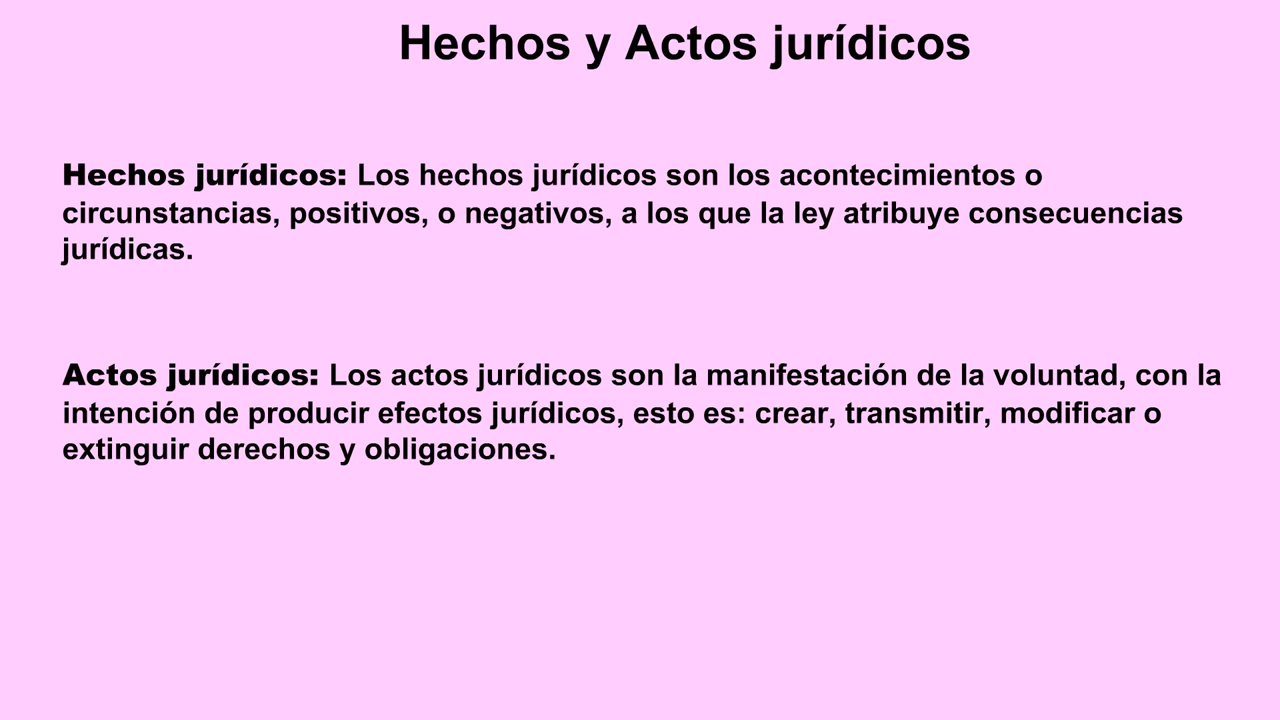 Hechos y Actos jurídicos
Hechos jurídicos: Los hechos jurídicos son los acontecimientos o
circunstancias, positivos, o negativos, a los que la ley atribuye consecuencias
jurídicas.
Actos jurídicos: Los actos jurídicos son la manifestación de la voluntad, con la
intención de producir efectos jurídicos, esto es: crear, transmitir, modificar o
extinguir derechos y obligaciones.